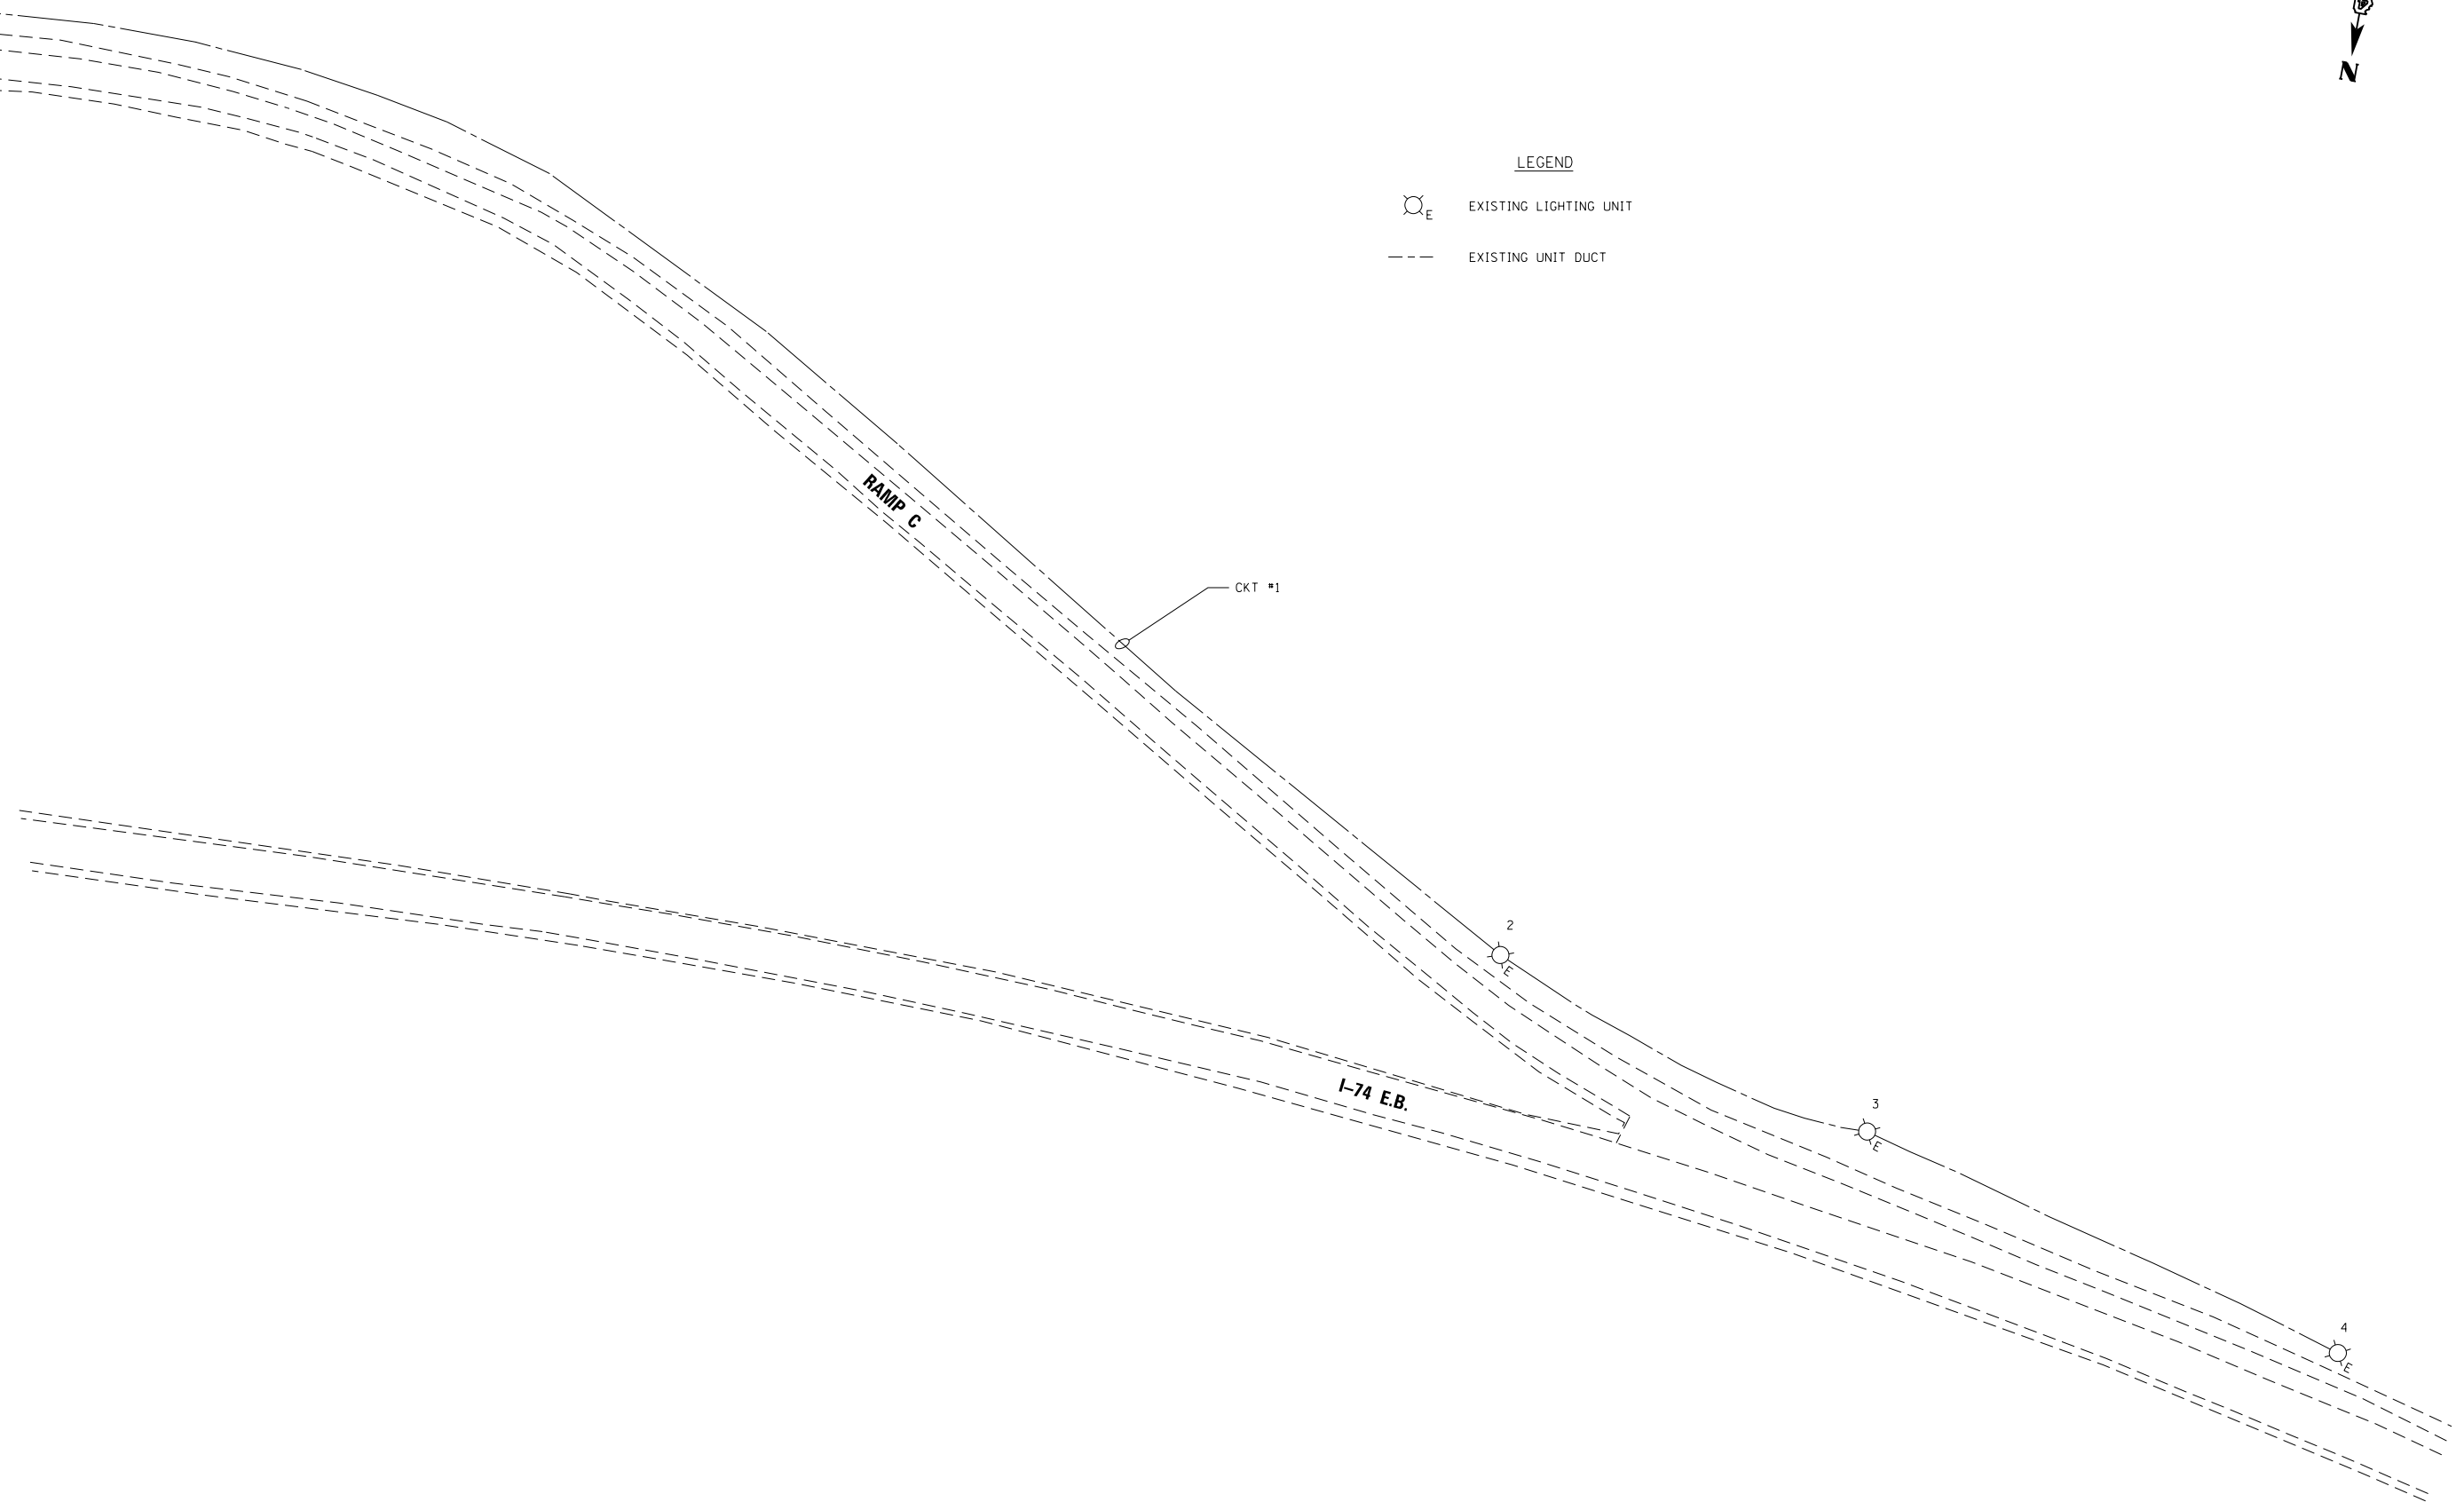 N
LEGEND
E EXISTING LIGHTING UNIT
EXISTING UNIT DUCT
RAMP C
CKT #1
2
E
I-74 E.B.
3
E
4
E